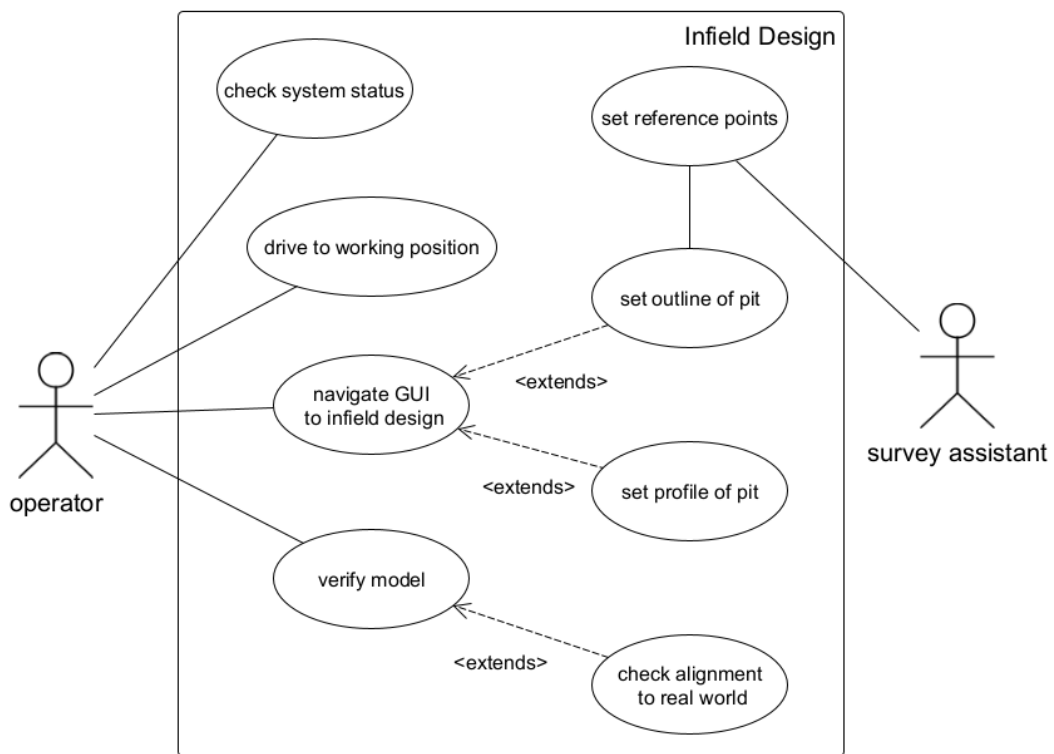 Infield Design
check system status
set reference points
drive to working position
set outline of pit
<extends>
navigate GUI
to infield design
survey assistant
<extends>
set profile of pit
operator
verify model
<extends>
check alignment
to real world